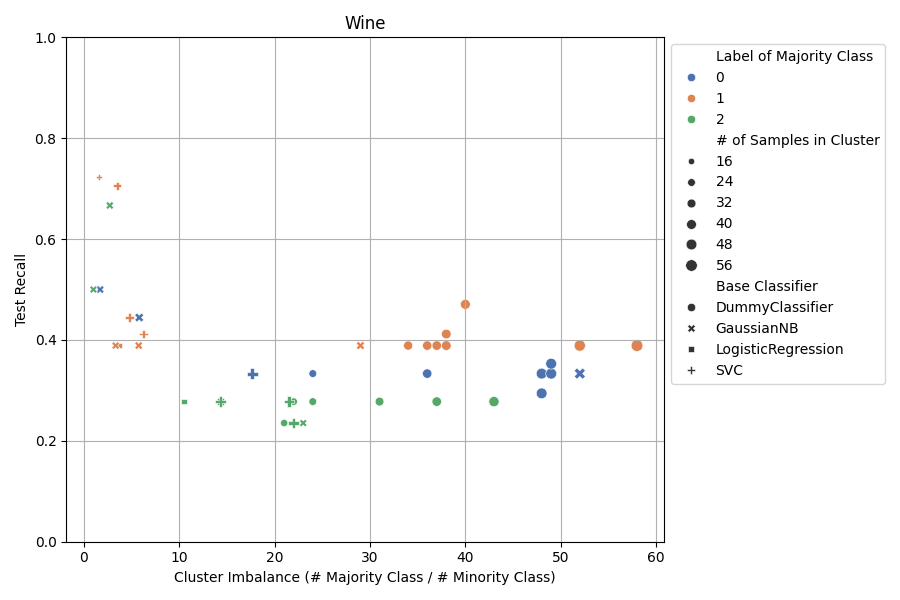 Wine
1.0
0.8
0.6
0.4
0.2
0.0
Test Recall
0 10 20 30 40 50 60
Cluster Imbalance (# Majority Class / # Minority Class)
Label of Majority Class
0
1
2
# of Samples in Cluster
16
24
32
40
48
56
Base Classifier
DummyClassifier
GaussianNB
LogisticRegression
SVC